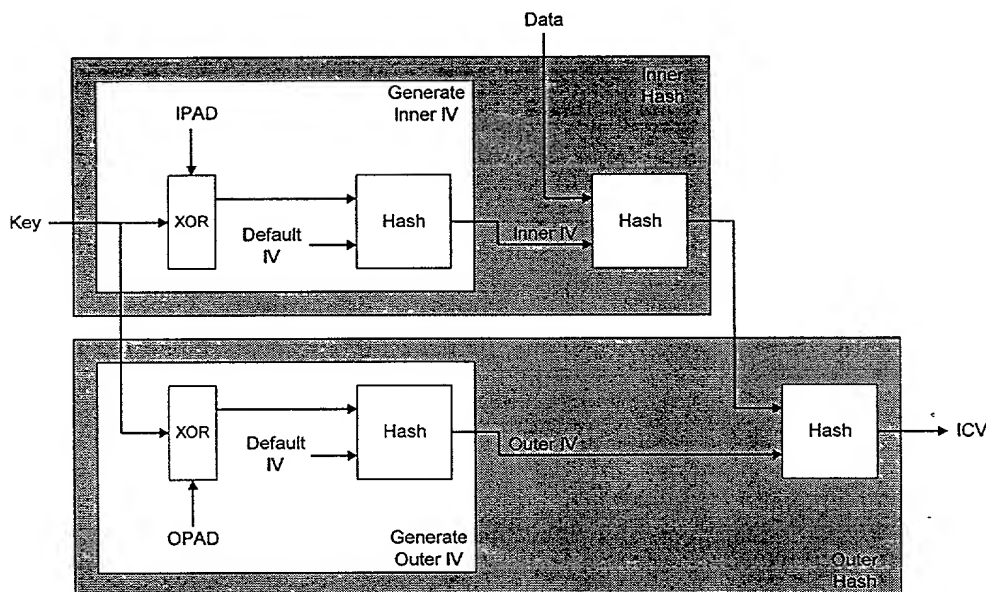 Data
Inner
Hash
Generate
Inner IV
IPAD
Key
XOR
Default
IV
Hash
Inner IV
Hash
XOR
Default
IV
Hash
Outer IV
Hash
ICV
OPAD
Generate
Outer IV
Outer
Hash